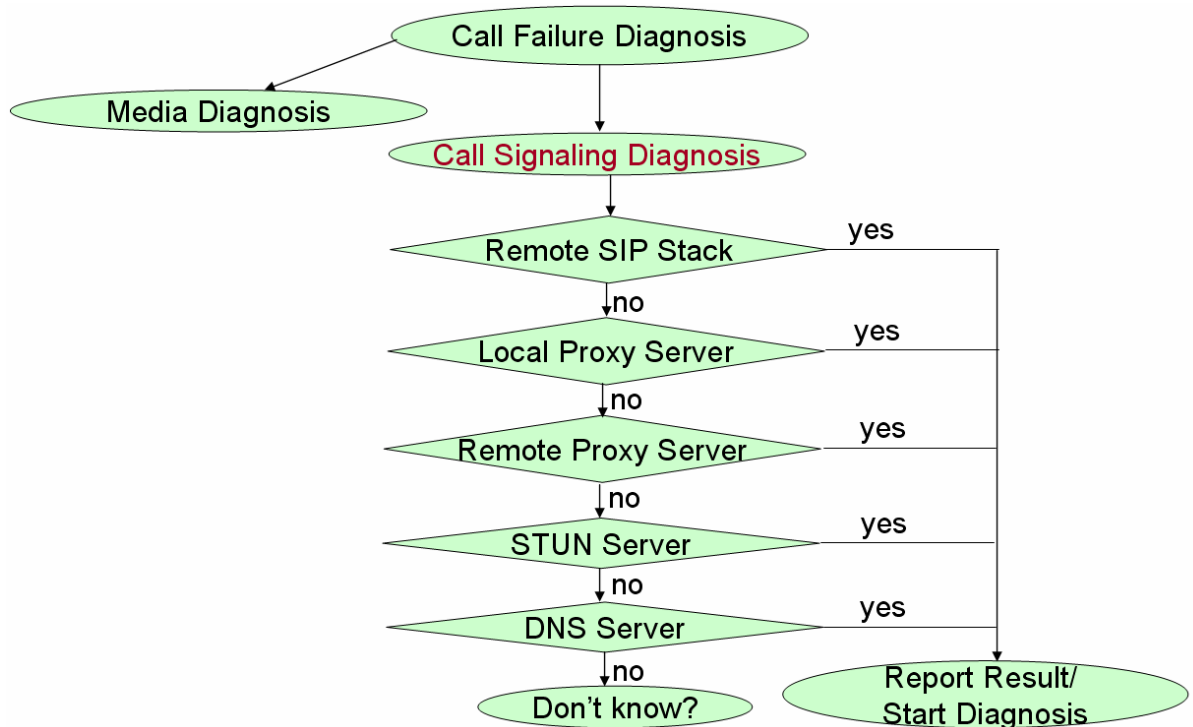 Call Failure Diagnosis
Media Diagnosis
Call Signaling Diagnosis
Remote SIP Stack
yes
no
Local Proxy Server
yes
no
Remote Proxy Server
yes
no
STUN Server
yes
no
DNS Server
yes
no
Don't know?
Report Result/
Start Diagnosis